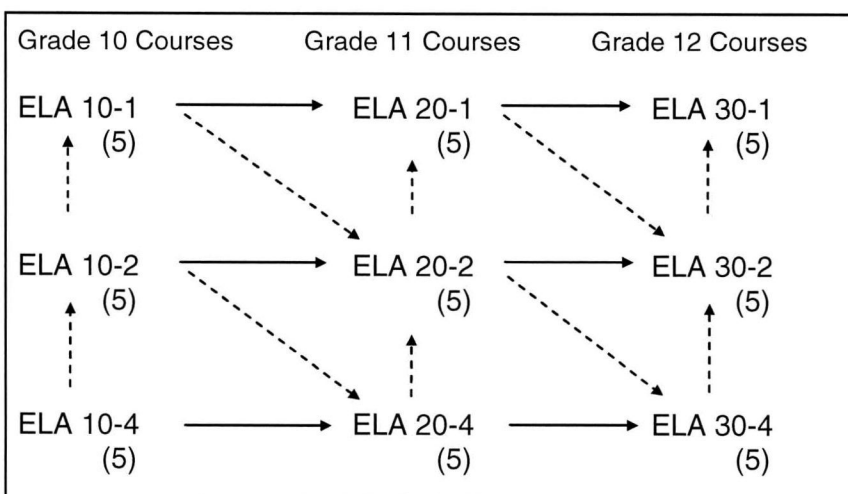 Grade 10 Courses Grade 11 Courses Grade 12 Courses
ELA 10-1 ELA 20-1 ELA 30-1
(5) (5) (5)
ELA 10-2 ELA 20-2 ELA 30-2
(5) (5) (5)
ELA 10-4 ELA 20-4 ELA 30-4
(5) (5) (5)